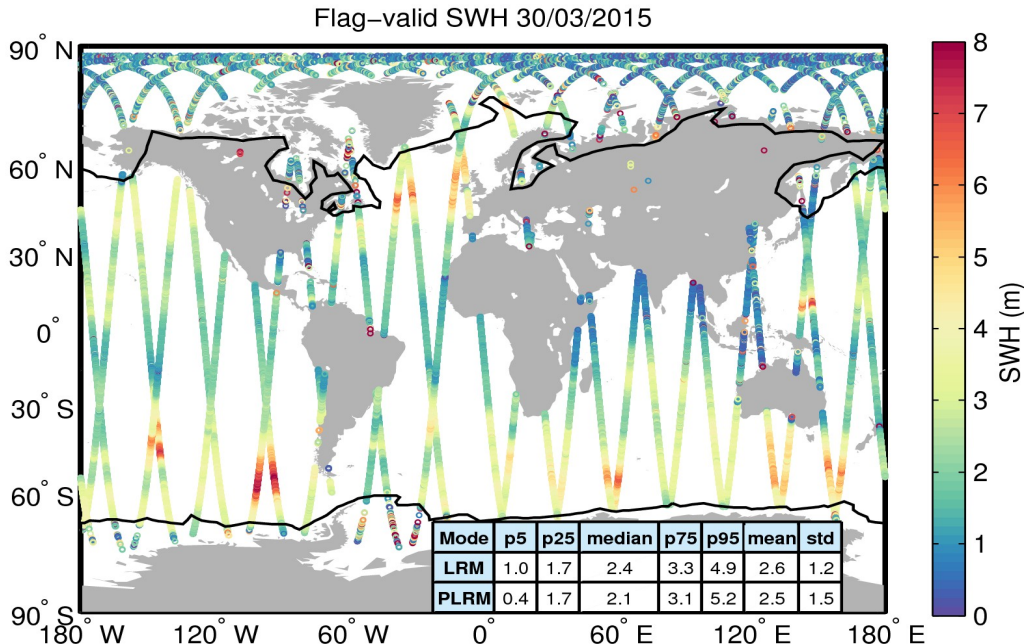 Flag−valid SWH 30/03/2015
90° N
60° N
30° N
0°
30° S
60° S
90° S
180° W
120° W
60° W
0°
60° E
120° E
180° E
Mode p5 p25 median p75 p95 mean std
LRM 1.0 1.7 2.4 3.3 4.9 2.6 1.2
PLRM 0.4 1.7 2.1 3.1 5.2 2.5 1.5
8
7
6
5
4
3
2
1
0
SWH (m)